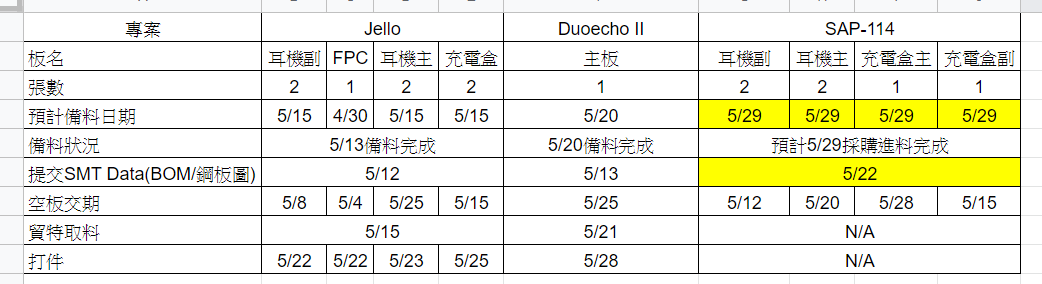 專案 Jello Duoecho II SAP-114
板名 耳機副 FPC 耳機主 充電盒 主板 耳機副 耳機主 充電盒主 充電盒副
張數 2 1 2 2 1 2 2 1 1
預計備料日期 5/15 4/30 5/15 5/15 5/20 5/29 5/29 5/29 5/29
備料狀況 5/13備料完成 5/20備料完成 預計5/29採購進料完成
提交SMT Data(BOM/鋼板圖) 5/12 5/13 5/22
空板交期 5/8 5/4 5/25 5/15 5/25 5/12 5/20 5/28 5/15
貿特取料 5/15 5/21 N/A
打件 5/22 5/22 5/23 5/25 5/28 N/A